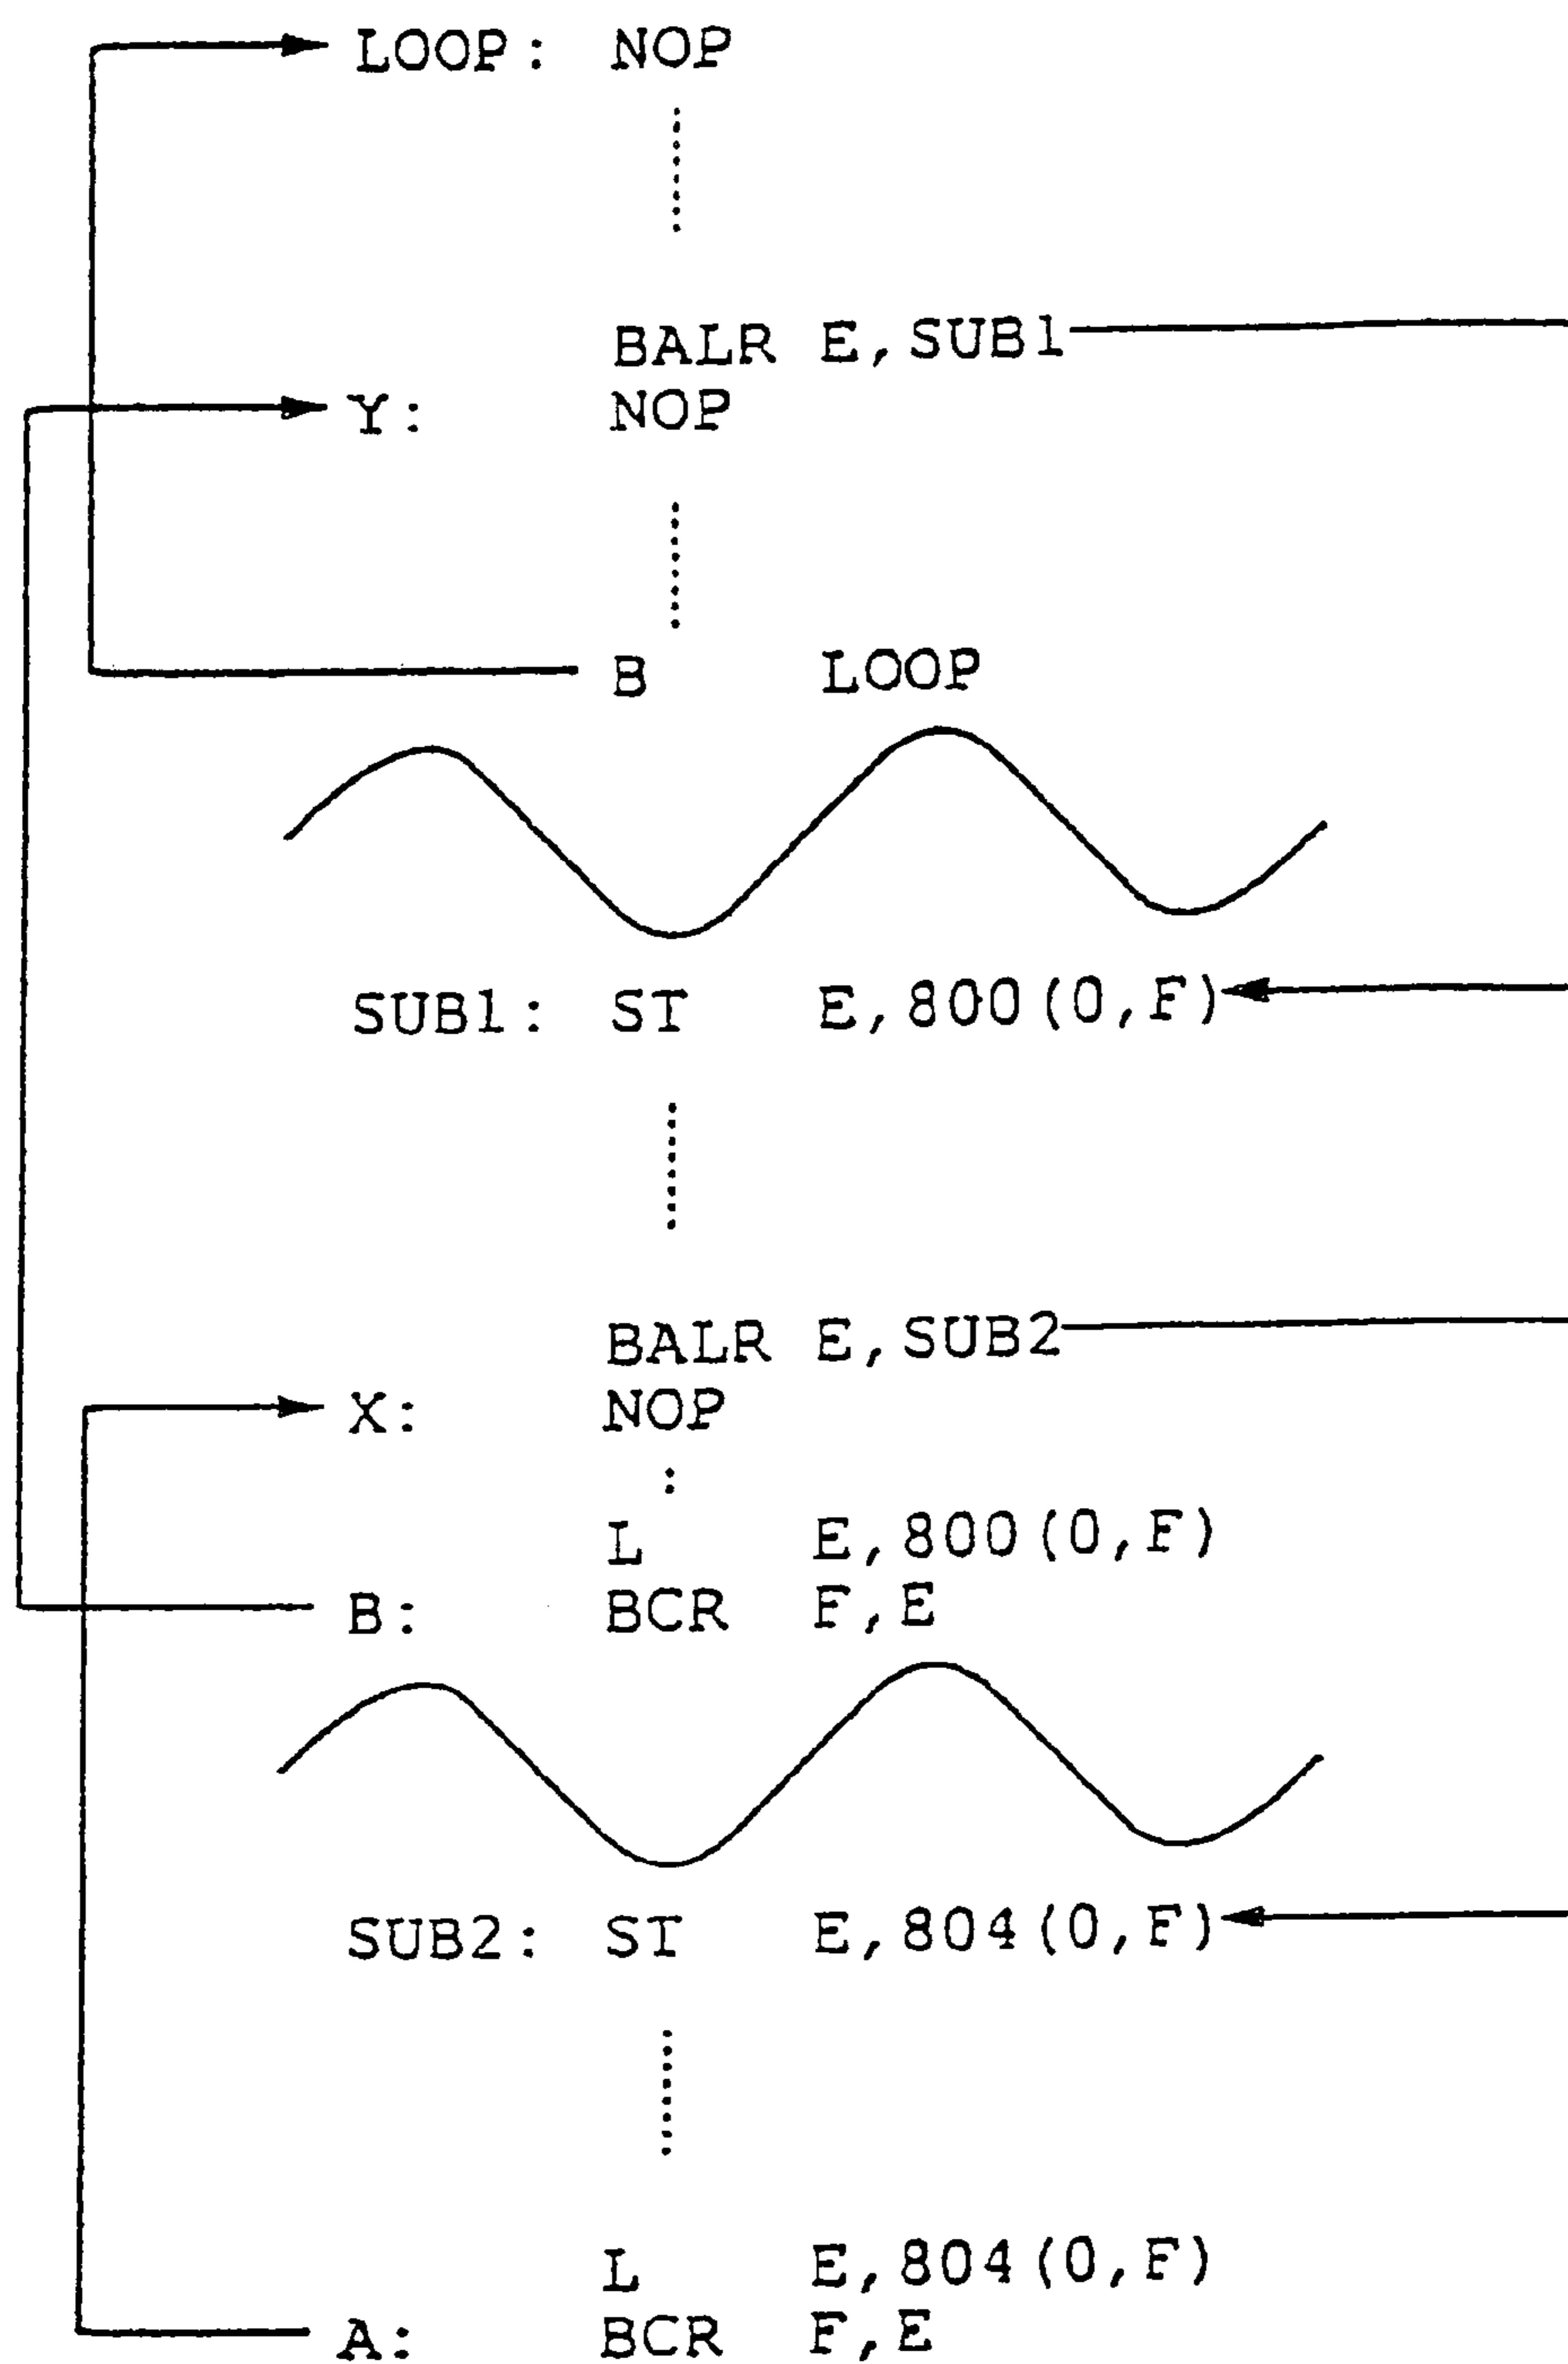 LOOP: NOP
BALR E,SUB1
Y: NOP
B LOOP
SUB1: ST E,800(0,F)
BALR E,SUB2
X: NOP
:
L E,800(0,F)
B: BCR F,E
SUB2: ST E,804(0,F)
L E,804(0,F)
A: BCR F,E